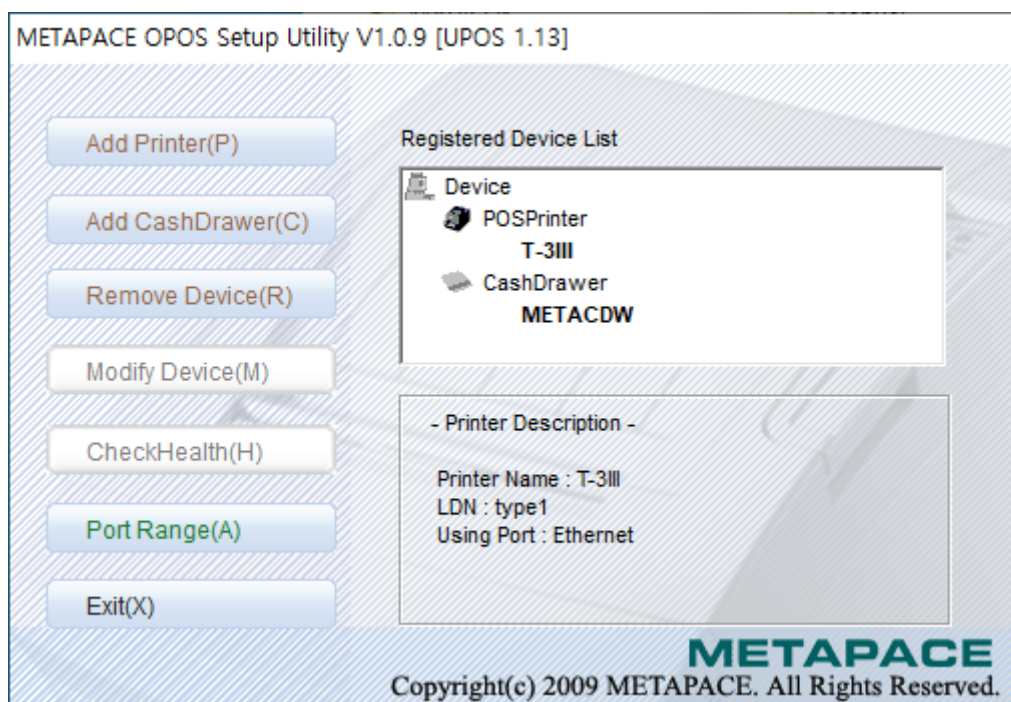 METAPACE OPOS Setup Utility V1.0.9 [UPOS 1.13]
Add Printer(P)
Add CashDrawer(C)
Remove Device(R)
Modify Device(M)
CheckHealth(H)
Port Range(A)
Exit(X)
Registered Device List
Device
POSPrinter
T-3III
CashDrawer
METACDW
- Printer Description -
Printer Name : T-3III
LDN : type1
Using Port : Ethernet
METAPACE
Copyright(c) 2009 METAPACE. All Rights Reserved.